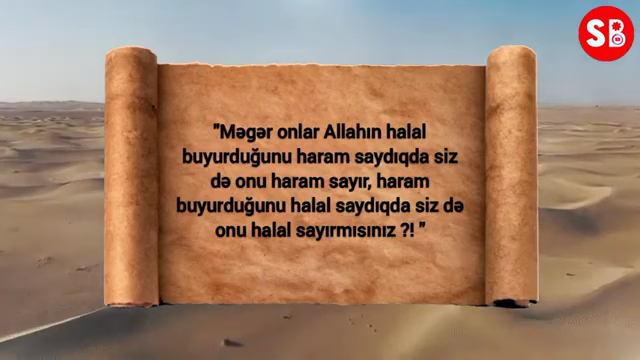 SB
"Məgər onlar Allahın halal
buyurduğunu haram saydıqda siz
də onu haram sayır, haram
buyurduğunu halal saydıqda siz də
onu halal sayırmısınız ?! "